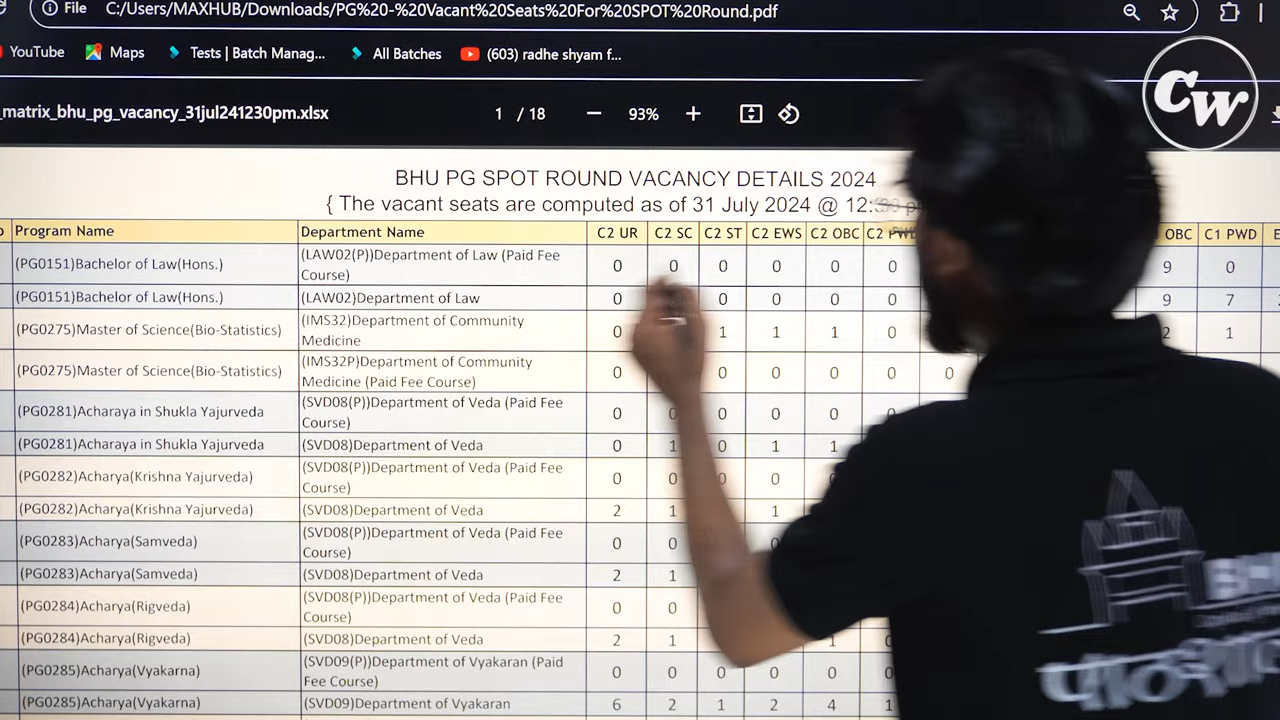 File C:/Users/MAXHUB/Downloads/PG%20-%20Vacant%20Seats%20For%20SPOT%20Round.pdf
YouTube Maps Tests | Batch Manag... All Batches (603) radhe shyam f...
CW
_matrix_bhu_pg_vacancy_31jul241230pm.xlsx 1 / 18 93%
BHU PG SPOT ROUND VACANCY DETAILS 2024
{ The vacant seats are computed as of 31 July 2024 @
Program Name Department Name C2 UR C2 SC C2 ST C2 EWS C2 OBC C2 PWD OBC C1 PWD
(PG0151)Bachelor of Law(Hons.) (LAW02(P))Department of Law (Paid Fee Course) 0 0 0 0 0 0 9 0
(PG0151)Bachelor of Law(Hons.) (LAW02)Department of Law 0 0 0 0 0 9 7
(PG0275)Master of Science(Bio-Statistics) (IMS32)Department of Community Medicine 0 1 1 1 0 2 1
(PG0275)Master of Science(Bio-Statistics) (IMS32P)Department of Community Medicine (Paid Fee Course) 0 0 0 0 0 0 0
(PG0281)Acharaya in Shukla Yajurveda (SVD08(P))Department of Veda (Paid Fee Course) 0 0 0 0 0
(PG0281)Acharaya in Shukla Yajurveda (SVD08)Department of Veda 0 1 0 1 1
(PG0282)Acharya(Krishna Yajurveda) (SVD08(P))Department of Veda (Paid Fee Course) 0 0 0 0
(PG0282)Acharya(Krishna Yajurveda) (SVD08)Department of Veda 2 1 1
(PG0283)Acharya(Samveda) (SVD08(P))Department of Veda (Paid Fee Course) 0 0 0
(PG0283)Acharya(Samveda) (SVD08)Department of Veda 2 1
(PG0284)Acharya(Rigveda) (SVD08(P))Department of Veda (Paid Fee Course) 0 0
(PG0284)Acharya(Rigveda) (SVD08)Department of Veda 2 1 1
(PG0285)Acharya(Vyakarna) (SVD09(P))Department of Vyakaran (Paid Fee Course) 0 0 0 0 0 0
(PG0285)Acharya(Vyakarna) (SVD09)Department of Vyakaran 6 2 1 2 4 1